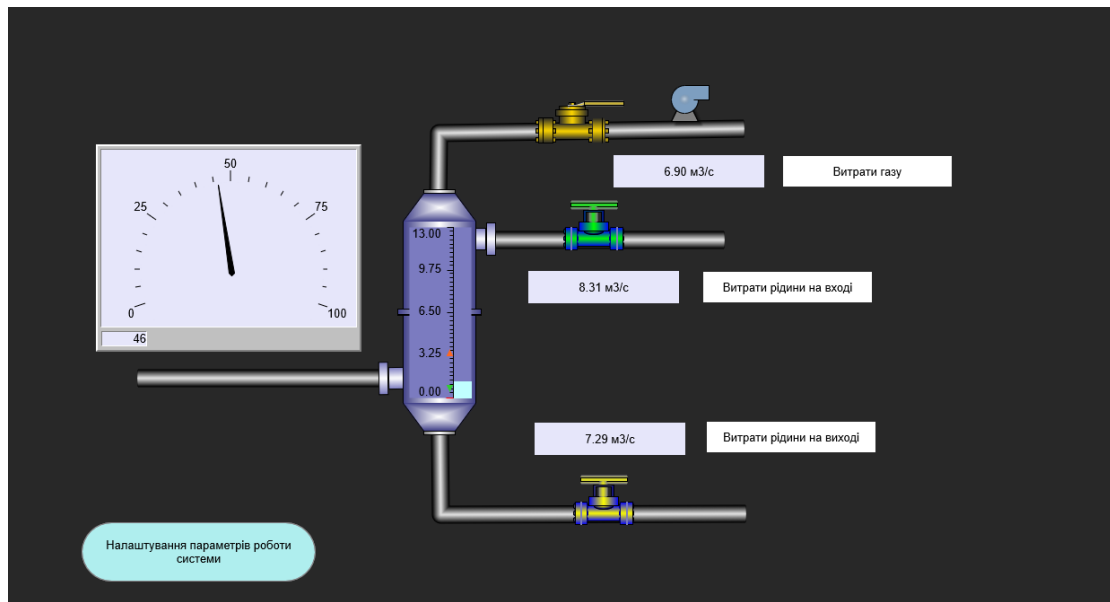 50
25
75
0
100
46
6.90 м3/с
Витрати газу
13.00
9.75
6.50
3.25
0.00
8.31 м3/с
Витрати рідини на вході
7.29 м3/с
Витрати рідини на виході
Налаштування параметрів роботи
системи